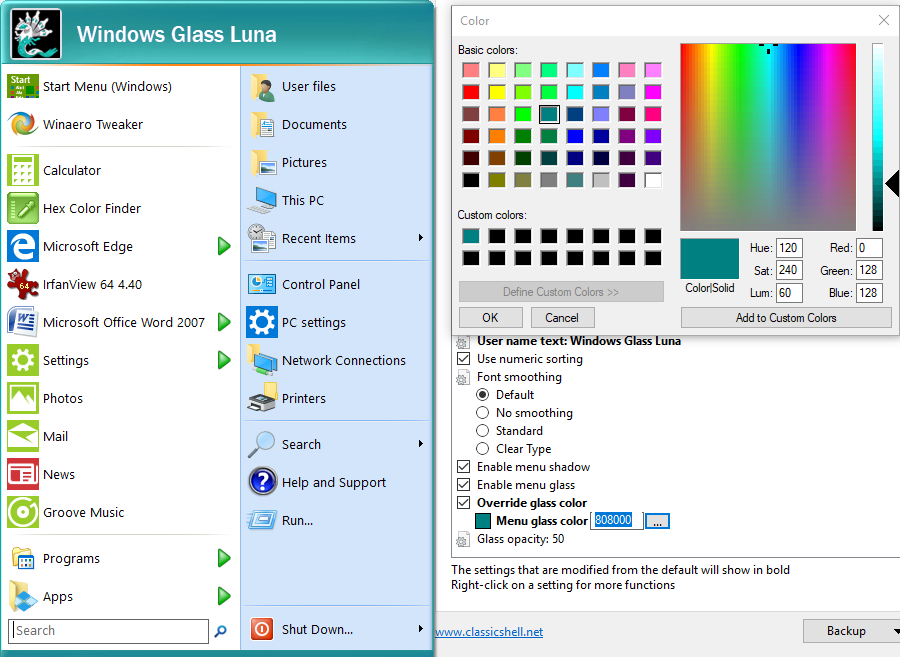 Windows Glass Luna
Start
Start Menu (Windows)
Winaero Tweaker
Calculator
Hex Color Finder
Microsoft Edge
64
IrfanView 64 4.40
Microsoft Office Word 2007
Settings
Photos
Mail
News
Groove Music
Programs
Apps
Search
User files
Documents
Pictures
This PC
Recent Items
Control Panel
PC settings
Network Connections
Printers
Search
Help and Support
Run...
Shut Down...
Color
Basic colors:
Custom colors:
Define Custom Colors >>
OK Cancel
Color|Solid
Hue: 120 Red: 0
Sat: 240 Green: 128
Lum: 60 Blue: 128
Add to Custom Colors
User name text: Windows Glass Luna
Use numeric sorting
Font smoothing
Default
No smoothing
Standard
Clear Type
Enable menu shadow
Enable menu glass
Override glass color
Menu glass color 808000 ...
Glass opacity: 50
The settings that are modified from the default will show in bold
Right-click on a setting for more functions
www.classicshell.net
Backup